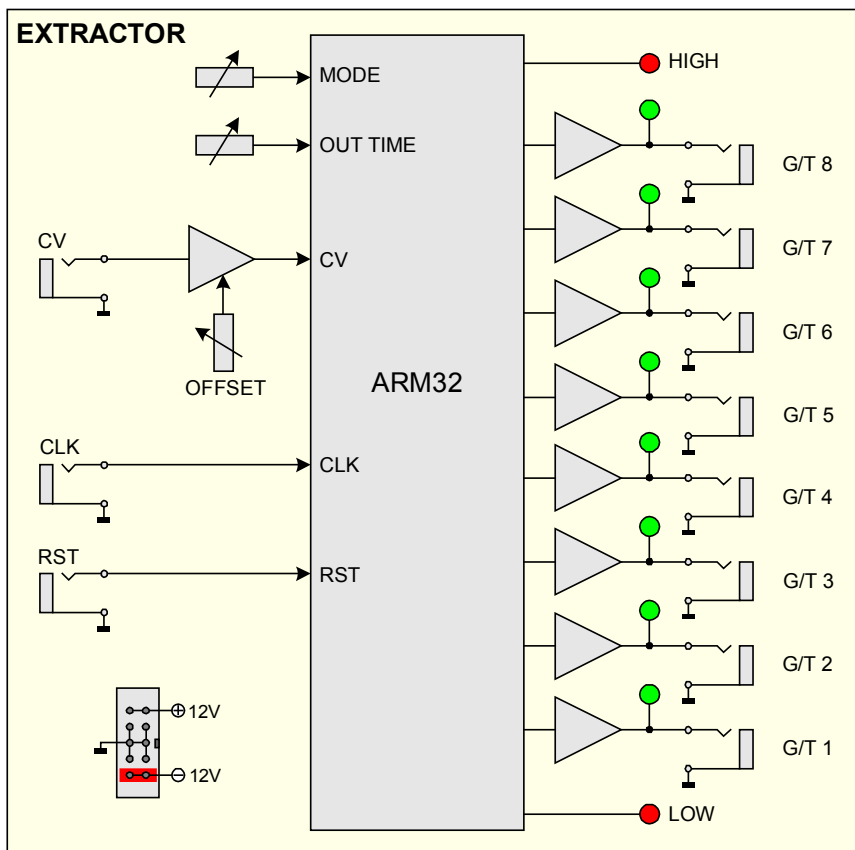 EXTRACTOR
MODE
OUT TIME
CV
CV
OFFSET
ARM32
CLK
CLK
RST
RST
12V
12V
HIGH
G/T 8
G/T 7
G/T 6
G/T 5
G/T 4
G/T 3
G/T 2
G/T 1
LOW